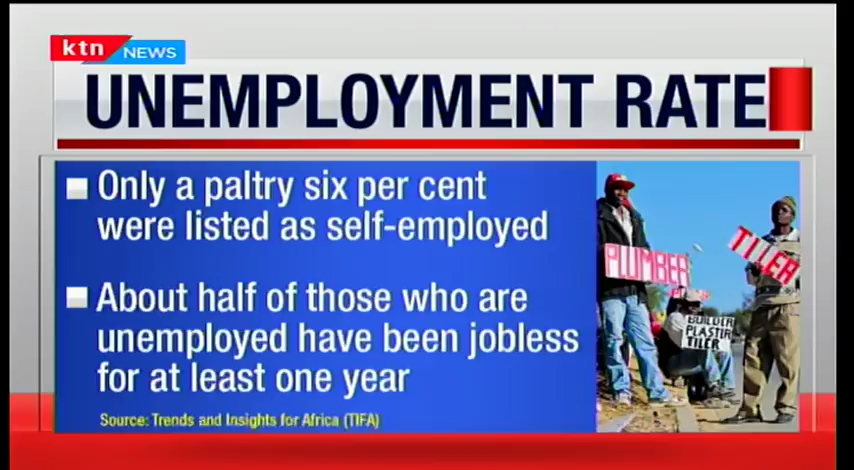 ktn NEWS
UNEMPLOYMENT RATE
Only a paltry six per cent
were listed as self-employed
About half of those who are
unemployed have been jobless
for at least one year
Source: Trends and Insights for Africa (TIFA)
PLUMBER
TILER
BUILDER
PLASTER
TILER